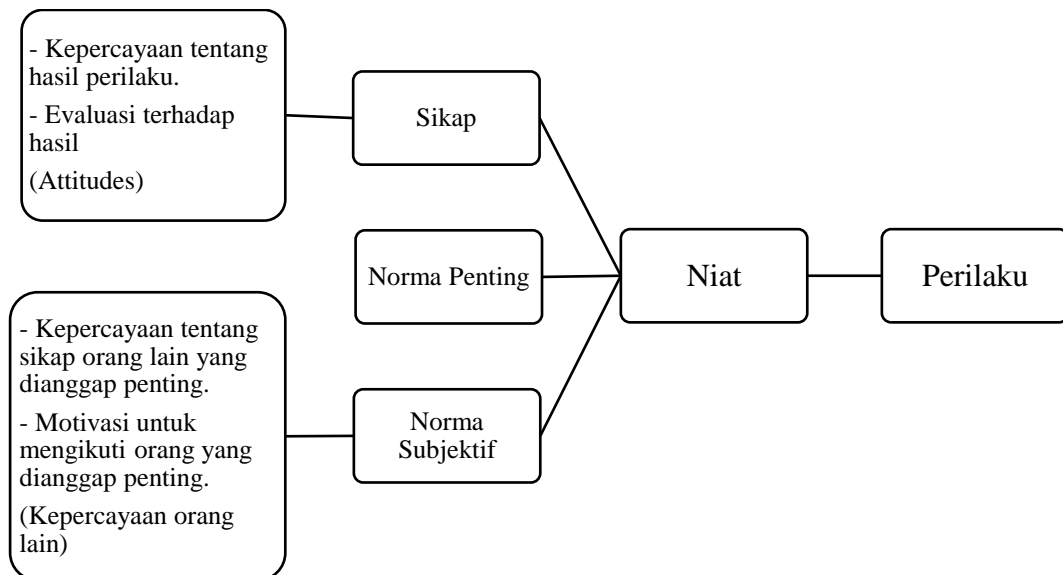 - Kepercayaan tentang
hasil perilaku.
- Evaluasi terhadap
hasil
(Attitudes)
Sikap
Norma Penting
Niat
Perilaku
- Kepercayaan tentang
sikap orang lain yang
dianggap penting.
- Motivasi untuk
mengikuti orang yang
dianggap penting.
(Kepercayaan orang
lain)
Norma
Subjektif